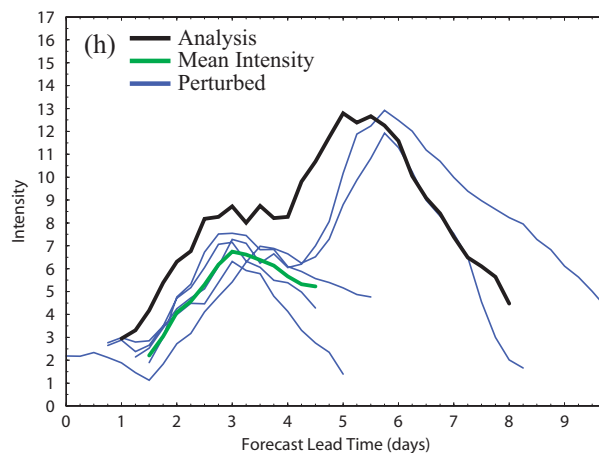 17
16
15
14
13
12
11
10
9
8
7
6
5
4
3
2
1
0
Intensity
(h)
Analysis
Mean Intensity
Perturbed
0 1 2 3 4 5 6 7 8 9
Forecast Lead Time (days)